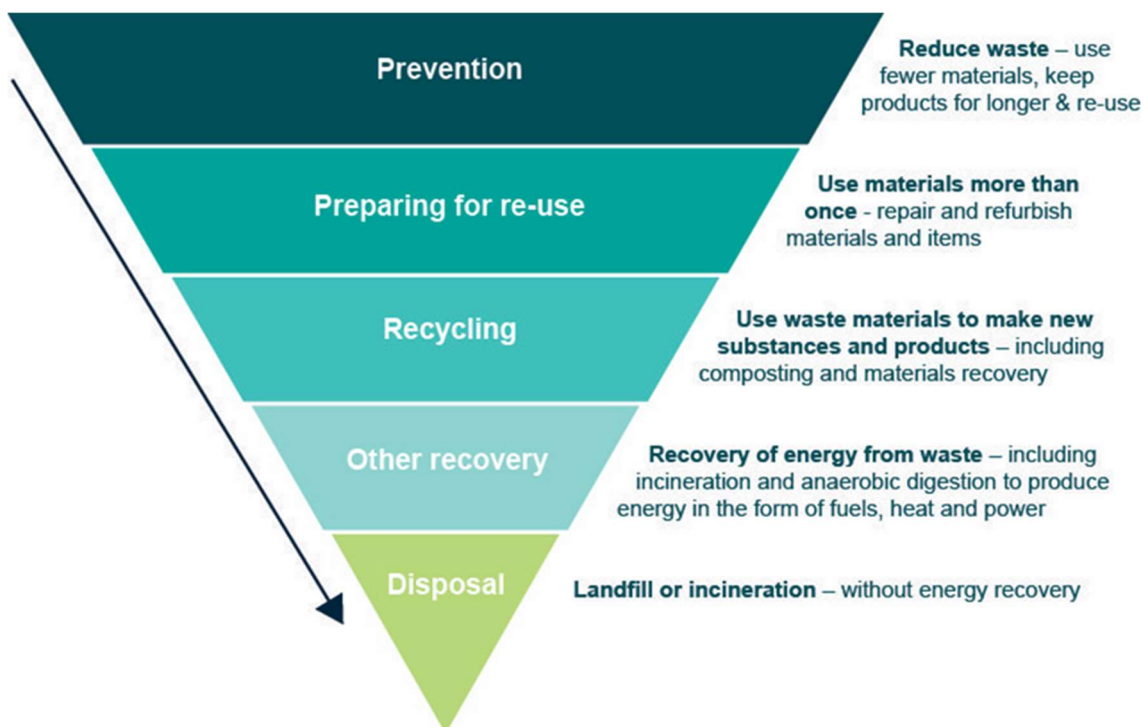 Prevention
Reduce waste – use
fewer materials, keep
products for longer & re-use
Preparing for re-use
Use materials more than
once - repair and refurbish
materials and items
Recycling
Use waste materials to make new
substances and products – including
composting and materials recovery
Other recovery
Recovery of energy from waste – including
incineration and anaerobic digestion to produce
energy in the form of fuels, heat and power
Disposal
Landfill or incineration – without energy recovery